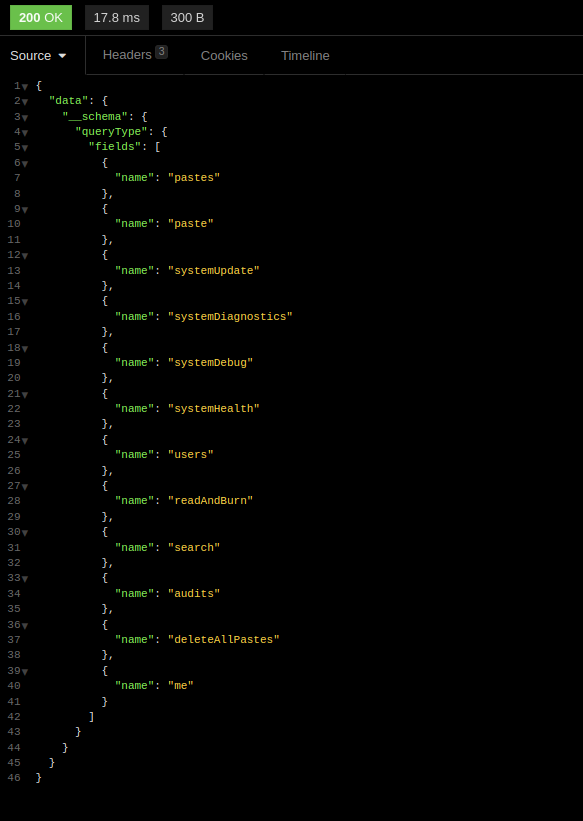 200 OK 17.8 ms 300 B
Source Headers 3 Cookies Timeline
1 {
2 "data": {
3 "__schema": {
4 "queryType": {
5 "fields": [
6 {
7 "name": "pastes"
8 },
9 {
10 "name": "paste"
11 },
12 {
13 "name": "systemUpdate"
14 },
15 {
16 "name": "systemDiagnostics"
17 },
18 {
19 "name": "systemDebug"
20 },
21 {
22 "name": "systemHealth"
23 },
24 {
25 "name": "users"
26 },
27 {
28 "name": "readAndBurn"
29 },
30 {
31 "name": "search"
32 },
33 {
34 "name": "audits"
35 },
36 {
37 "name": "deleteAllPastes"
38 },
39 {
40 "name": "me"
41 }
42 ]
43 }
44 }
45 }
46 }